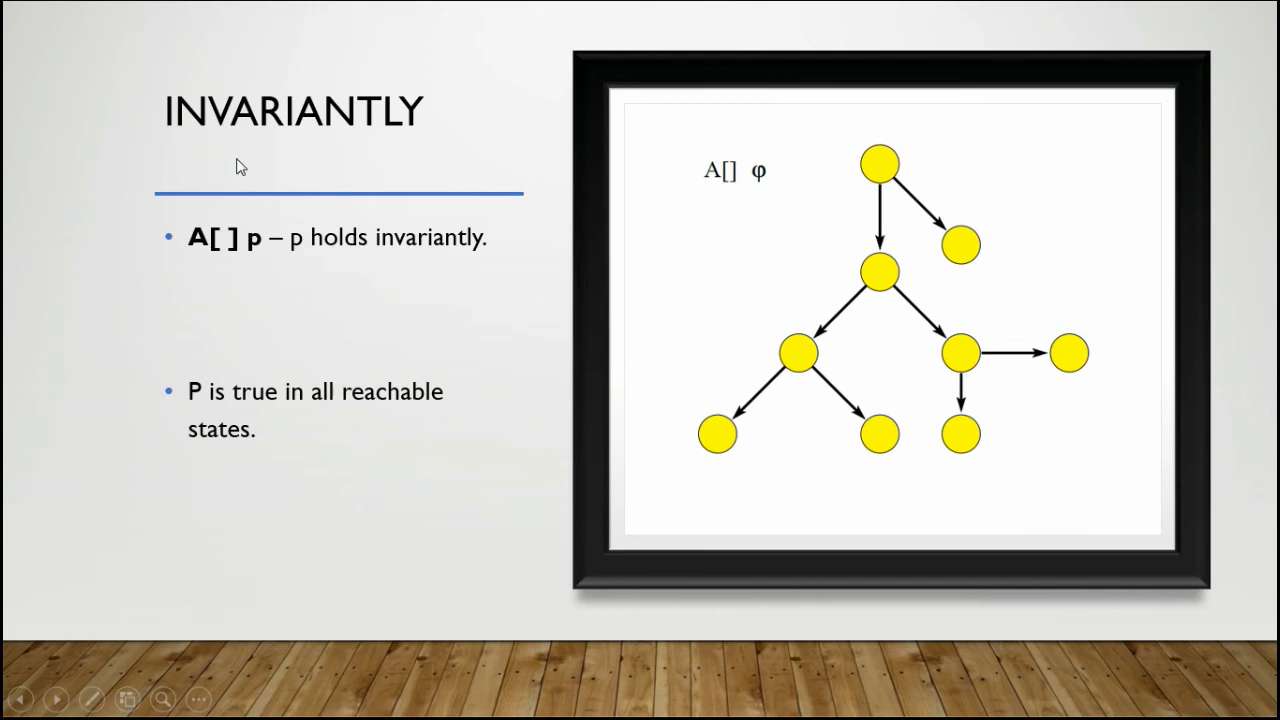 INVARIANTLY
• A[ ] p – p holds invariantly.
• P is true in all reachable
states.
A[] φ